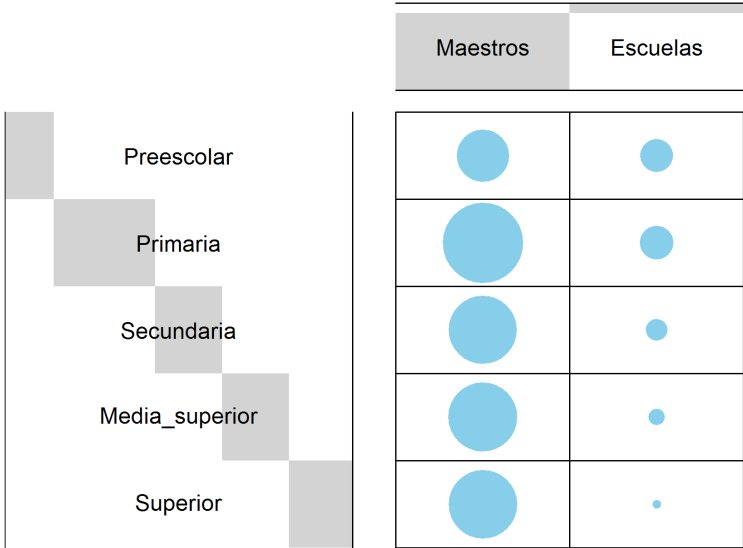 Maestros Escuelas
Preescolar
Primaria
Secundaria
Media_superior
Superior